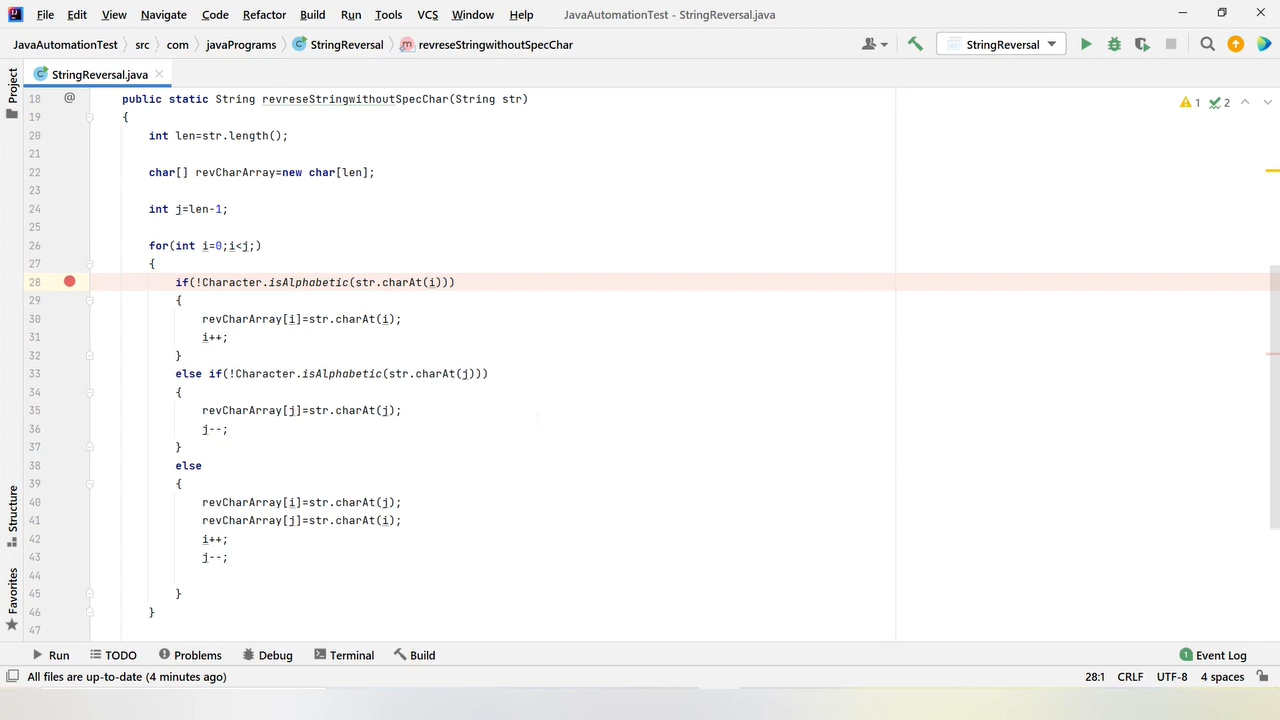 File Edit View Navigate Code Refactor Build Run Tools VCS Window Help JavaAutomationTest - StringReversal.java
JavaAutomationTest src com javaPrograms StringReversal revreseStringwithoutSpecChar StringReversal
Project
StringReversal.java
1 2
18 @ public static String revreseStringwithoutSpecChar(String str)
19 {
20 int len=str.length();
21
22 char[] revCharArray=new char[len];
23
24 int j=len-1;
25
26 for(int i=0;i<j;)
27 {
28 if(!Character.isAlphabetic(str.charAt(i)))
29 {
30 revCharArray[i]=str.charAt(i);
31 i++;
32 }
33 else if(!Character.isAlphabetic(str.charAt(j)))
34 {
35 revCharArray[j]=str.charAt(j);
36 j--;
37 }
38 else
39 {
40 revCharArray[i]=str.charAt(j);
41 revCharArray[j]=str.charAt(i);
42 i++;
43 j--;
44
45 }
46 }
47
Structure
Favorites
Run TODO Problems Debug Terminal Build 1 Event Log
All files are up-to-date (4 minutes ago) 28:1 CRLF UTF-8 4 spaces